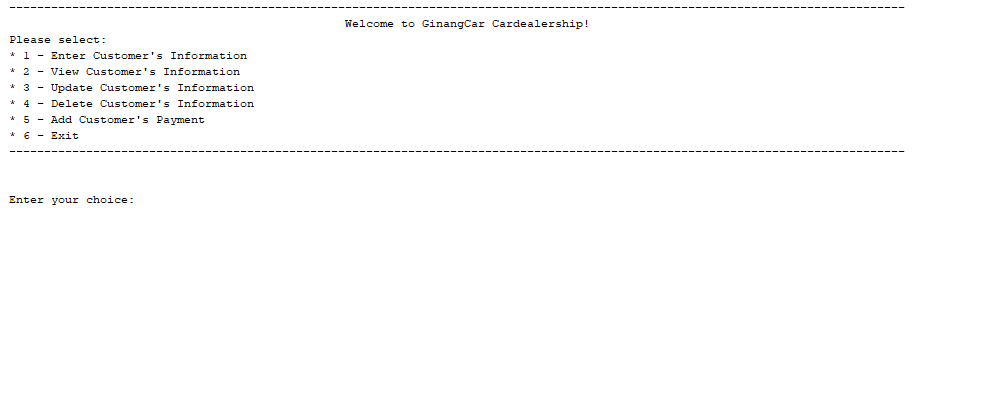 --------------------------------------------------------------------------------------------------------------------------------
Welcome to GinangCar Cardealership!
Please select:
* 1 - Enter Customer's Information
* 2 - View Customer's Information
* 3 - Update Customer's Information
* 4 - Delete Customer's Information
* 5 - Add Customer's Payment
* 6 - Exit
--------------------------------------------------------------------------------------------------------------------------------
Enter your choice: